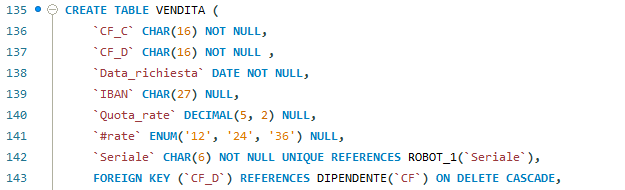 135 CREATE TABLE VENDITA (
136 `CF_C` CHAR(16) NOT NULL,
137 `CF_D` CHAR(16) NOT NULL ,
138 `Data_richiesta` DATE NOT NULL,
139 `IBAN` CHAR(27) NULL,
140 `Quota_rate` DECIMAL(5, 2) NULL,
141 `#rate` ENUM('12', '24', '36') NULL,
142 `Seriale` CHAR(6) NOT NULL UNIQUE REFERENCES ROBOT_1(`Seriale`),
143 FOREIGN KEY (`CF_D`) REFERENCES DIPENDENTE(`CF`) ON DELETE CASCADE,